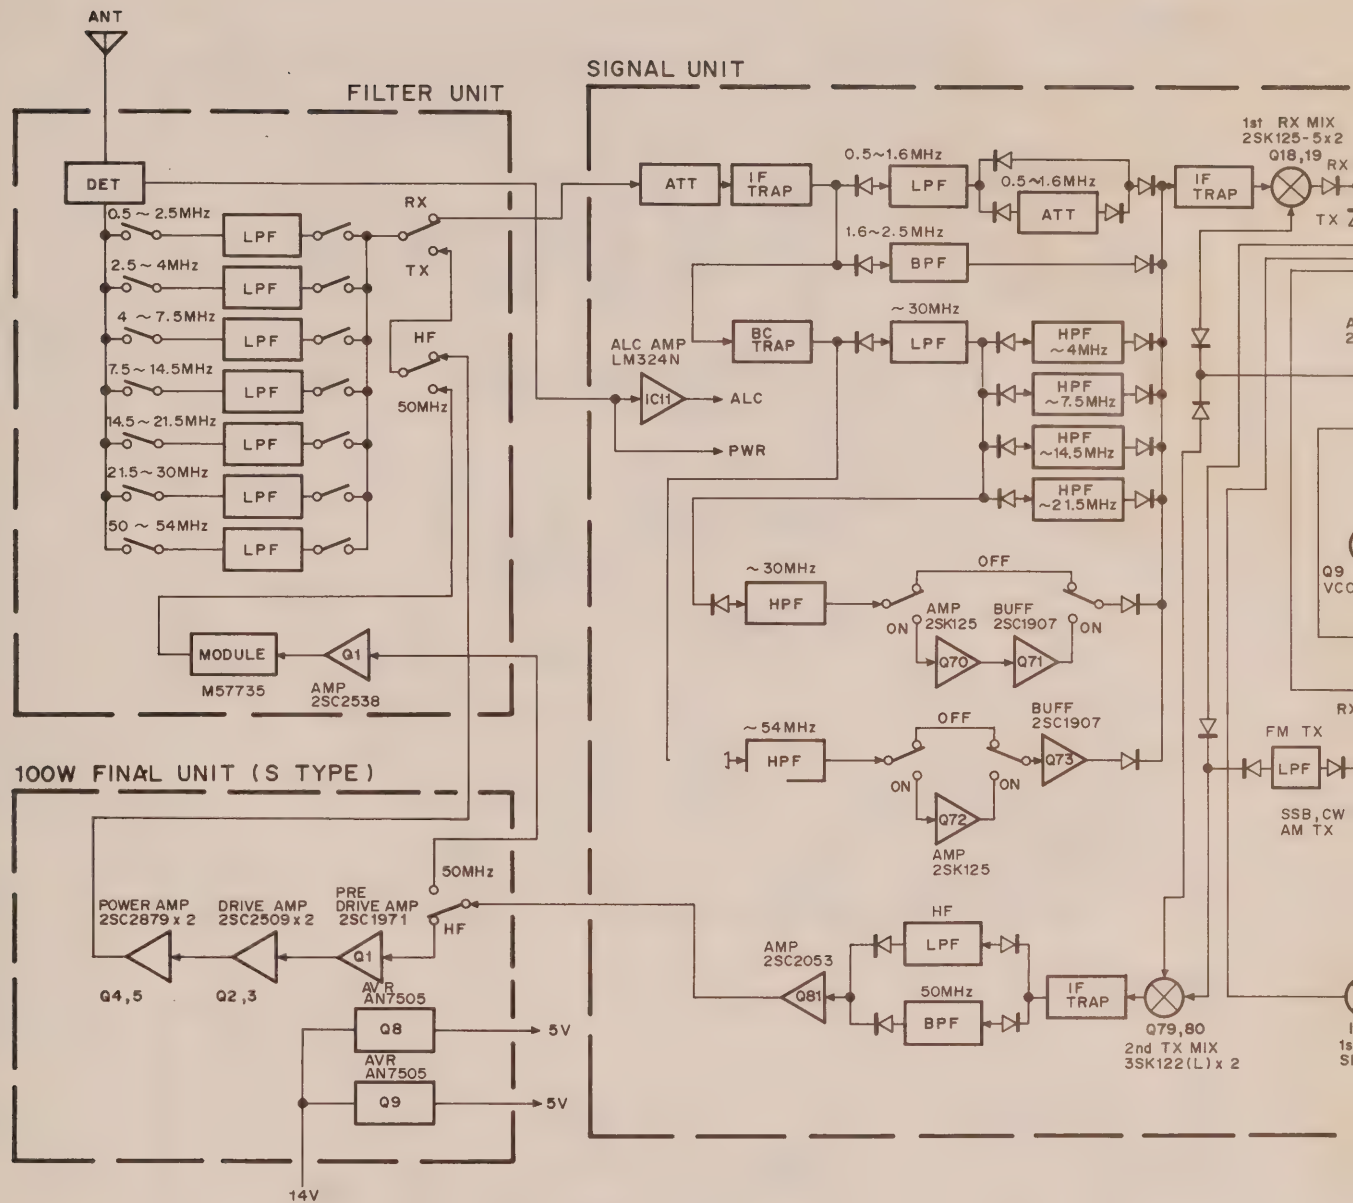 ANT
FILTER UNIT
DET
0.5 ~ 2.5MHz
LPF
2.5 ~ 4MHz
LPF
4 ~ 7.5MHz
LPF
7.5 ~ 14.5MHz
LPF
14.5 ~ 21.5MHz
LPF
21.5 ~ 30MHz
LPF
50 ~ 54MHz
LPF
RX
TX
HF
50MHz
MODULE
M57735
Q1
AMP
2SC2538
100W FINAL UNIT (S TYPE)
50MHz
HF
POWER AMP
2SC2879 x 2
Q4,5
DRIVE AMP
2SC2509 x 2
Q2,3
PRE
DRIVE AMP
2SC1971
Q1
AVR
AN7505
Q8
5V
AVR
AN7505
Q9
5V
14V
SIGNAL UNIT
ATT
IF
TRAP
0.5~1.6MHz
LPF
0.5~1.6MHz
ATT
1.6~2.5MHz
BPF
IF
TRAP
1st RX MIX
2SK125-5x2
Q18,19
RX
TX
BC
TRAP
~30MHz
LPF
HPF
~4MHz
HPF
~7.5MHz
HPF
~14.5MHz
HPF
~21.5MHz
ALC AMP
LM324N
IC11
ALC
PWR
~30MHz
HPF
OFF
ON
AMP
2SK125
Q70
BUFF
2SC1907
Q71
ON
~54MHz
HPF
OFF
ON
Q72
AMP
2SK125
ON
BUFF
2SC1907
Q73
Q9
VCO
RX
FM TX
LPF
SSB,CW
AM TX
AMP
2SC2053
Q81
HF
LPF
50MHz
BPF
IF
TRAP
Q79,80
2nd TX MIX
3SK122(L) x 2